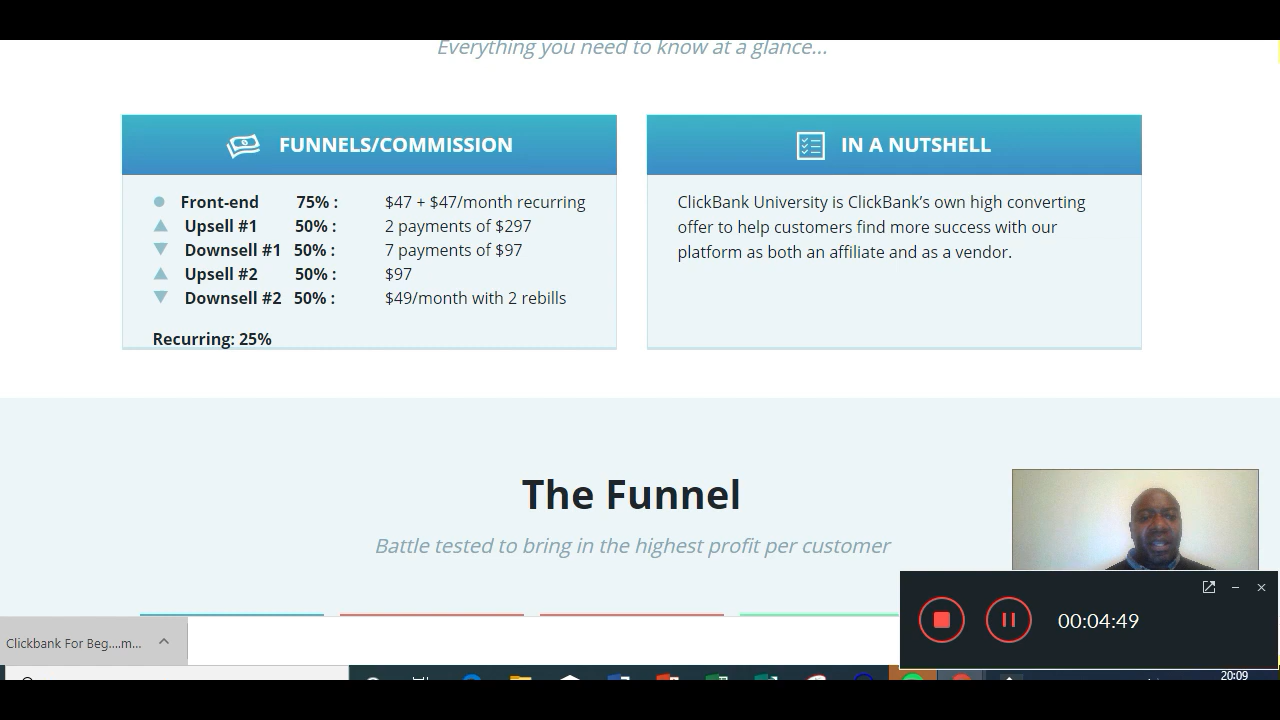 Everything you need to know at a glance...
FUNNELS/COMMISSION
Front-end 75% : $47 + $47/month recurring
Upsell #1 50% : 2 payments of $297
Downsell #1 50% : 7 payments of $97
Upsell #2 50% : $97
Downsell #2 50% : $49/month with 2 rebills
Recurring: 25%
IN A NUTSHELL
ClickBank University is ClickBank’s own high converting
offer to help customers find more success with our
platform as both an affiliate and as a vendor.
The Funnel
Battle tested to bring in the highest profit per customer
00:04:49
Clickbank For Beg....m...
20:09